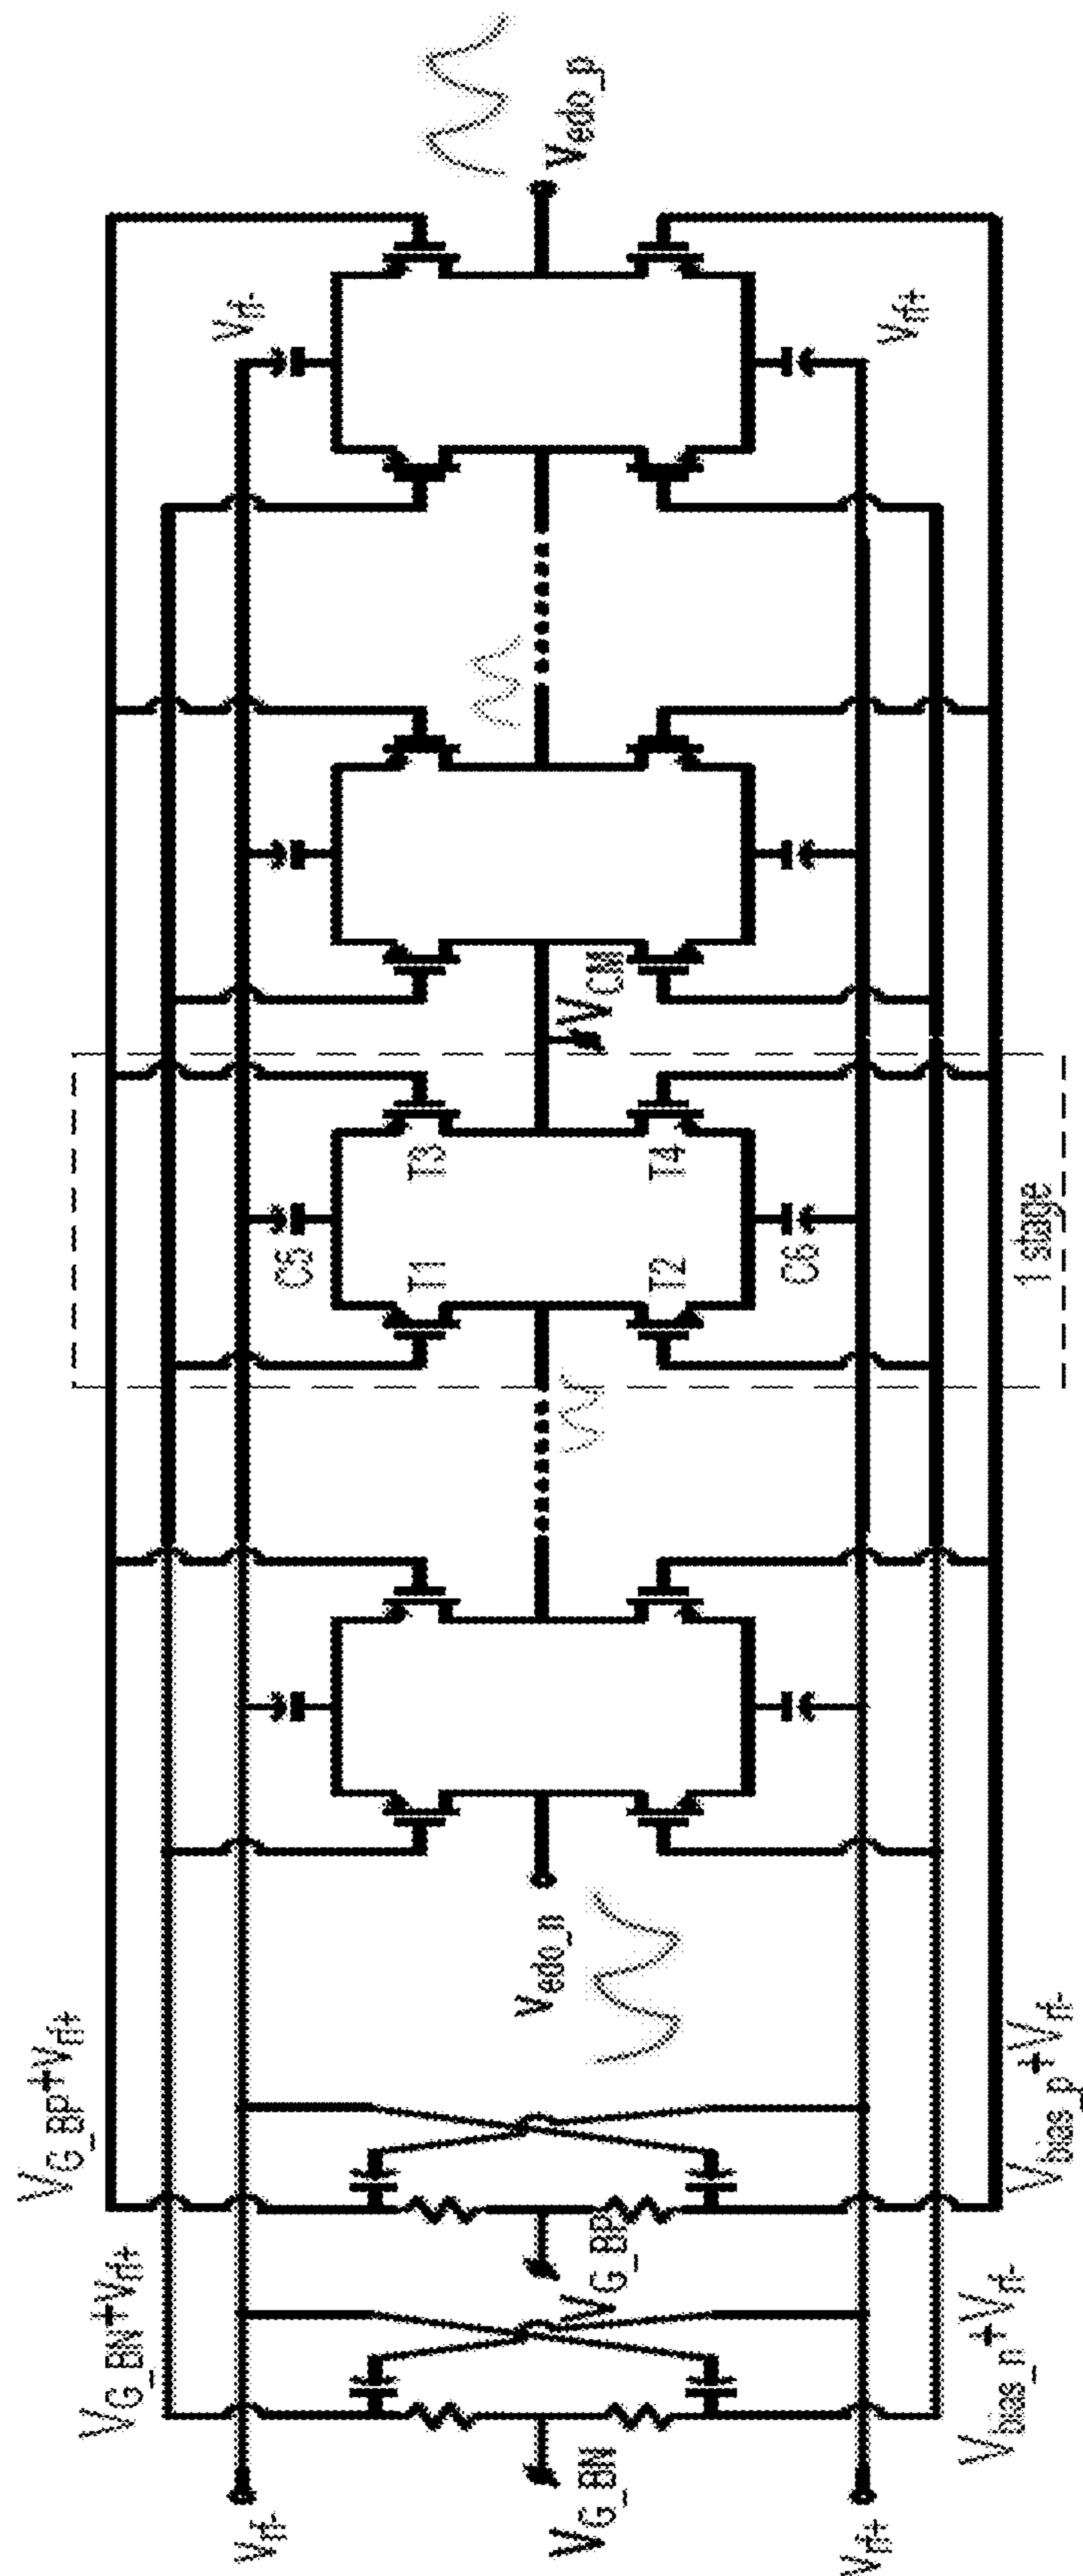 V_G_BP+V_rf+
V_G_BN+V_rf+
V_rf-
V_rf-
C5
T1
T3
V_edo_n
V_CM
V_edo_p
V_G_BN
V_G_BP
T2
T4
C6
V_rf+
V_rf+
V_bias_n+V_rf-
V_bias_p+V_rf-
1 stage